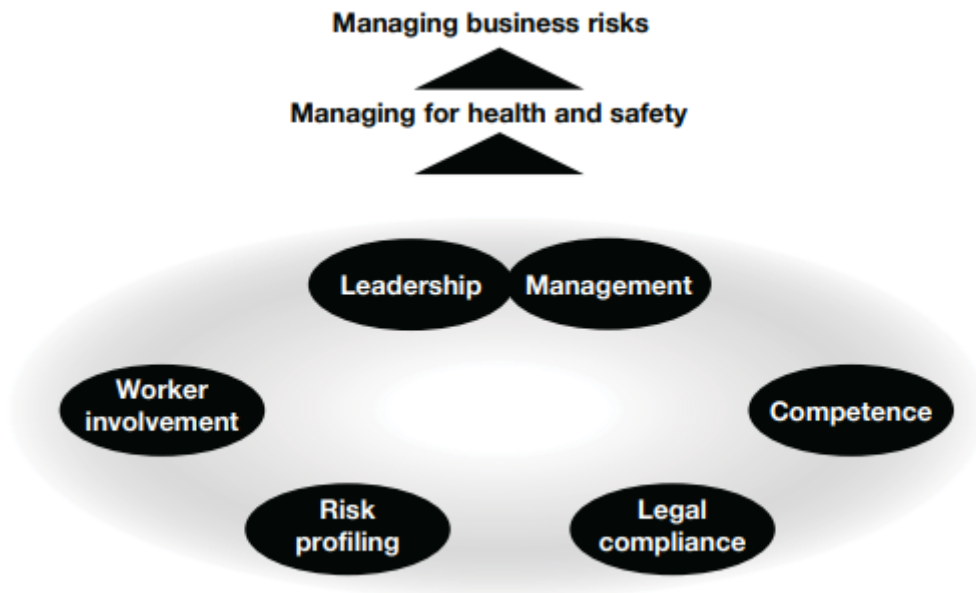 Managing business risks
Managing for health and safety
Leadership
Management
Worker
involvement
Competence
Risk
profiling
Legal
compliance